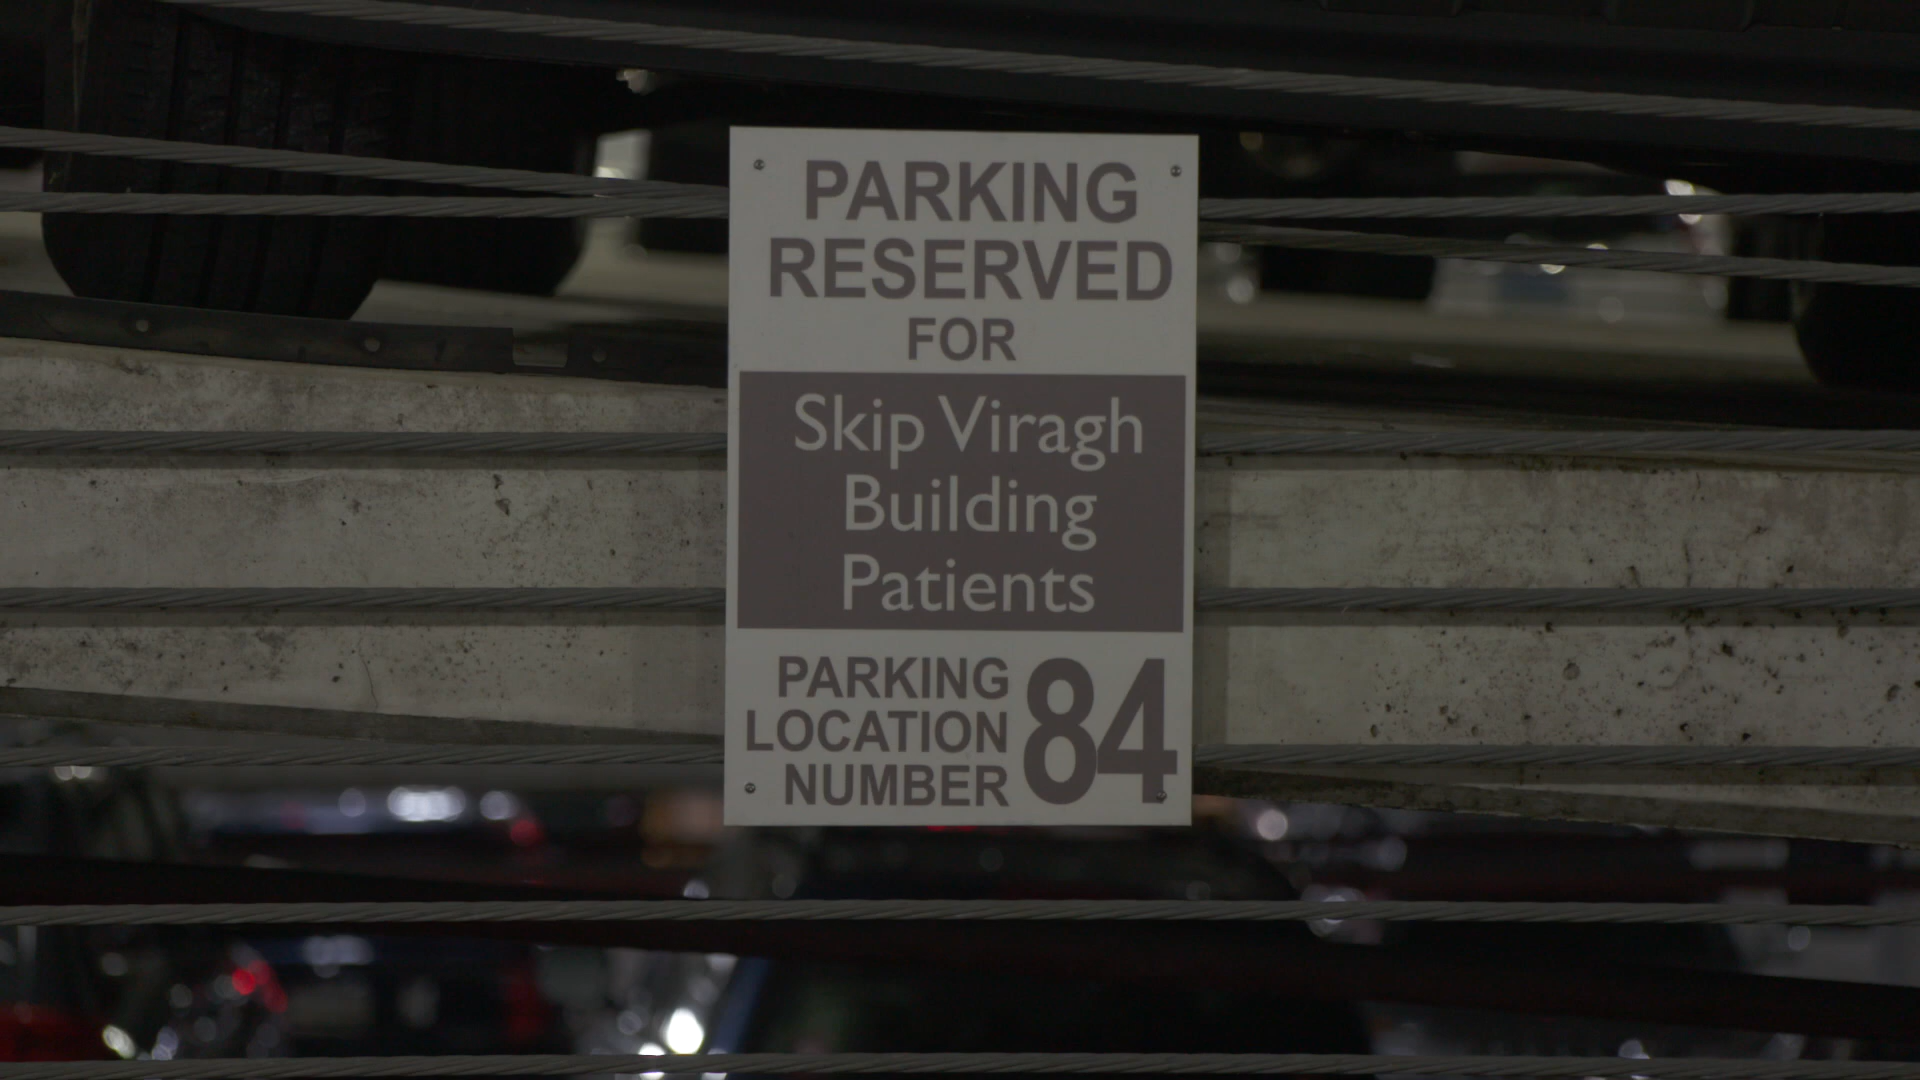 PARKING
RESERVED
FOR
Skip Viragh
Building
Patients
PARKING
LOCATION
NUMBER
84